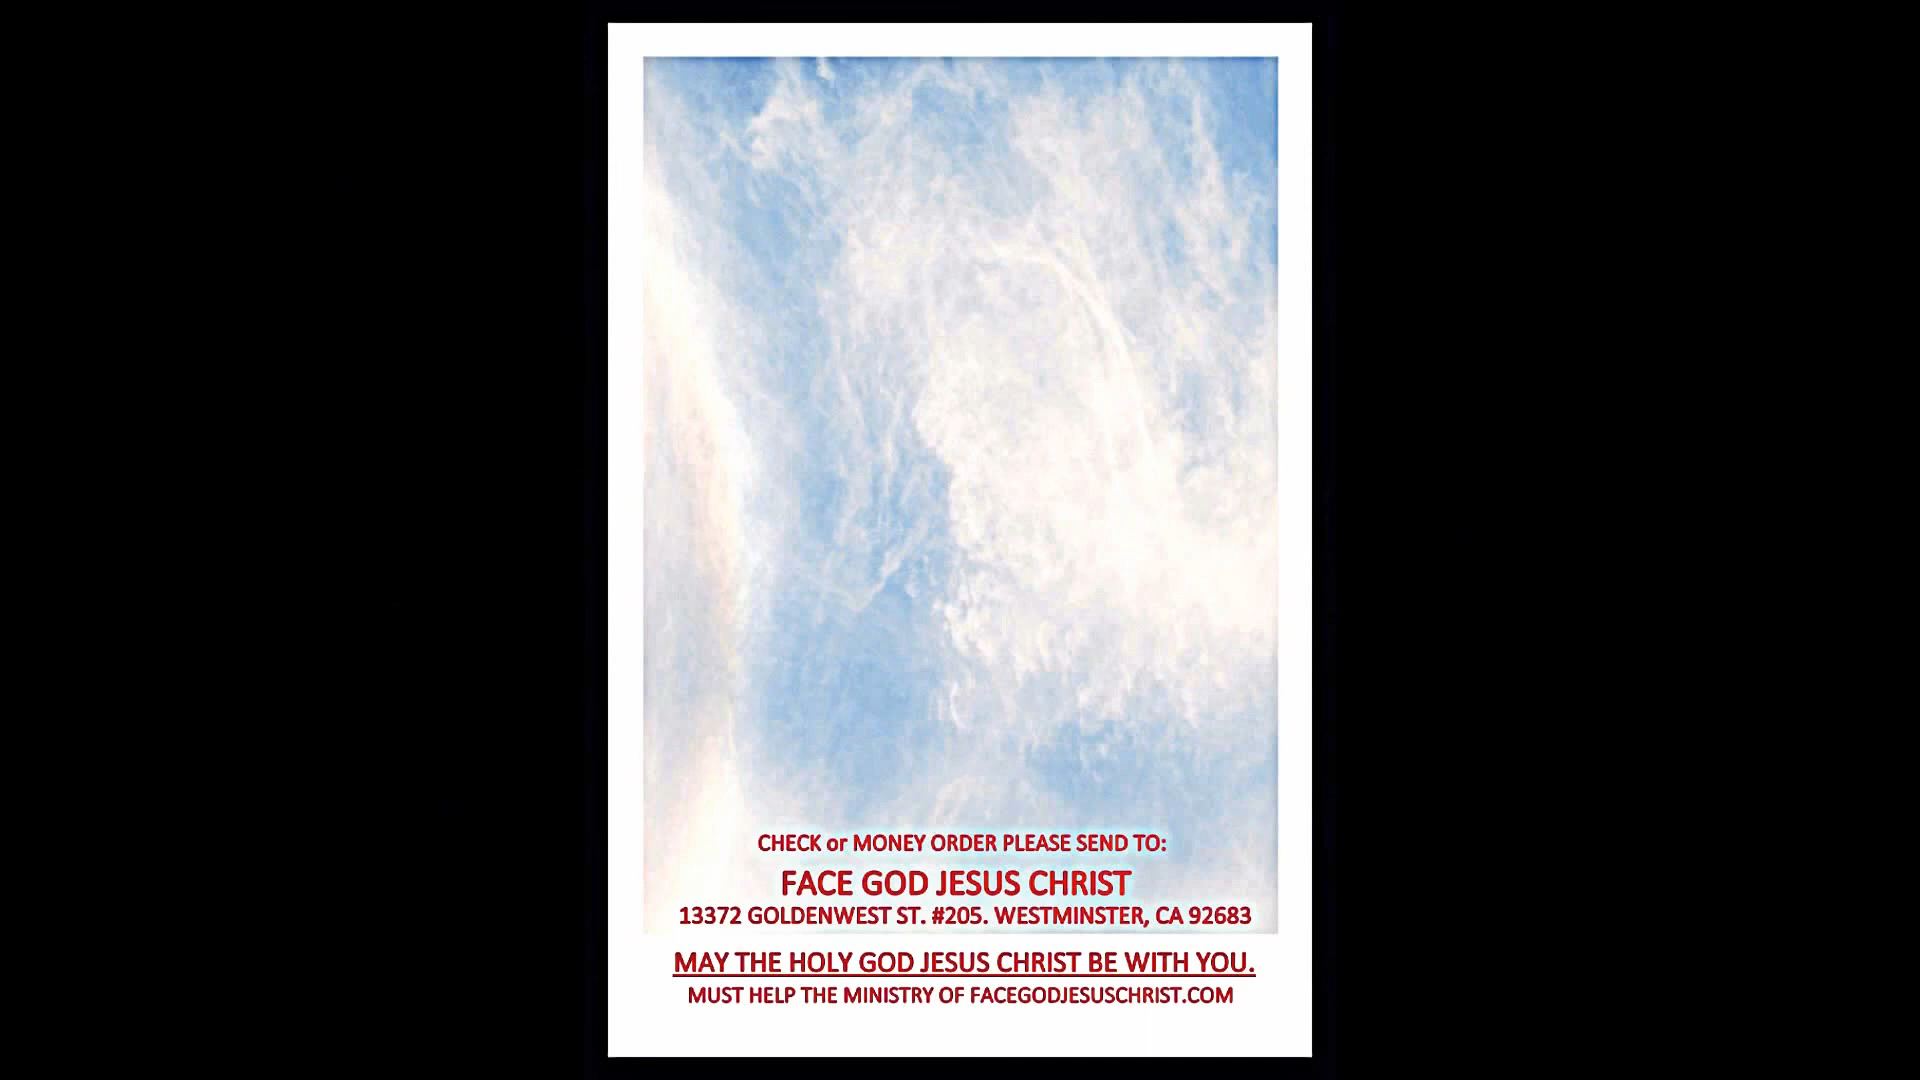 CHECK or MONEY ORDER PLEASE SEND TO:
FACE GOD JESUS CHRIST
13372 GOLDENWEST ST. #205. WESTMINSTER, CA 92683
MAY THE HOLY GOD JESUS CHRIST BE WITH YOU.
MUST HELP THE MINISTRY OF FACEGODJESUSCHRIST.COM